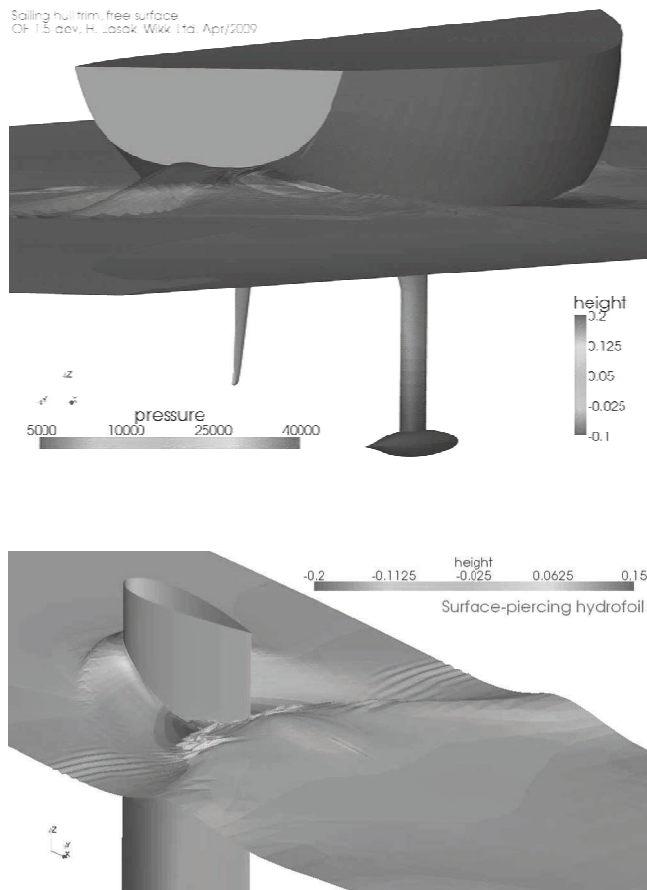 Sailing hull trim, free surface
OF 1.5-dev, H. Jasak, Wikki Ltd. Apr/2009
height
0.2
0.125
0.05
-0.025
-0.1
Z
pressure
5000 10000 25000 40000
height
-0.2 -0.1125 -0.025 0.0625 0.15
Surface-piercing hydrofoil
Z